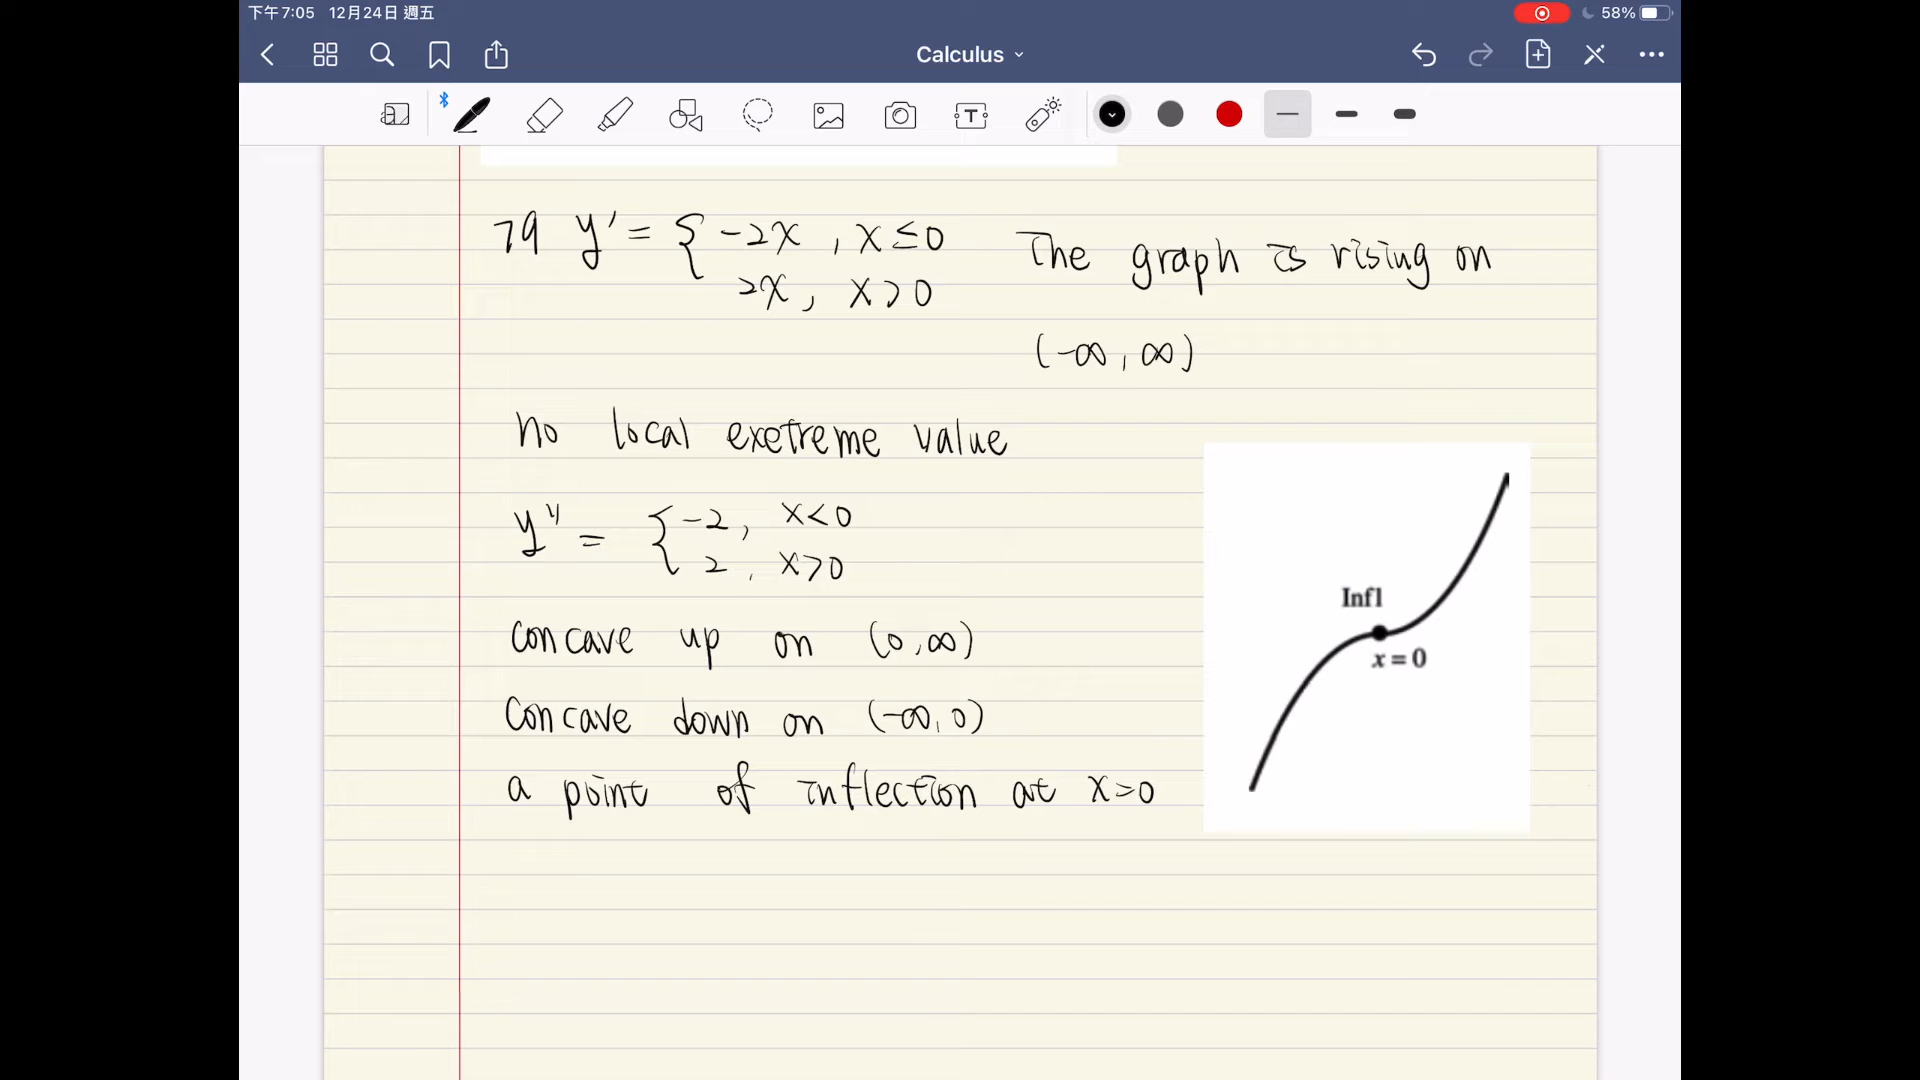 下午7:05 12月24日 週五
58%
Calculus
T
79 y' = { -2x , x ≤ 0
2x , x > 0
The graph is rising on
(-∞, ∞)
no local exetreme value
y'' = { -2, x < 0
2 , x > 0
concave up on (0, ∞)
Concave down on (-∞, 0)
a point of inflection at x=0
Infl
x = 0